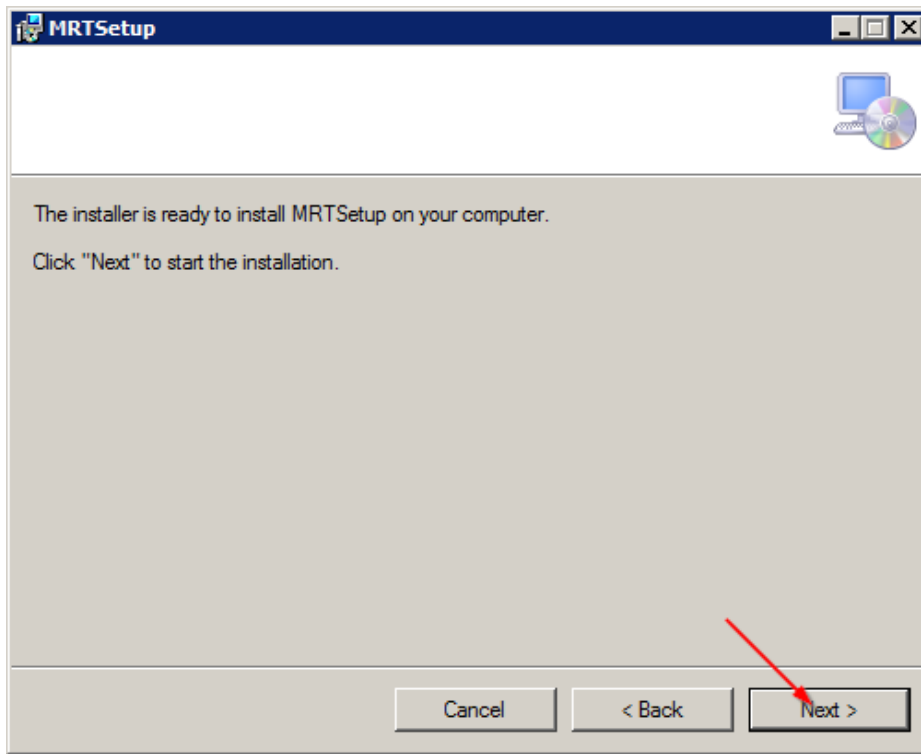 MRTSetup
The installer is ready to install MRTSetup on your computer.
Click "Next" to start the installation.
Cancel
< Back
Next >